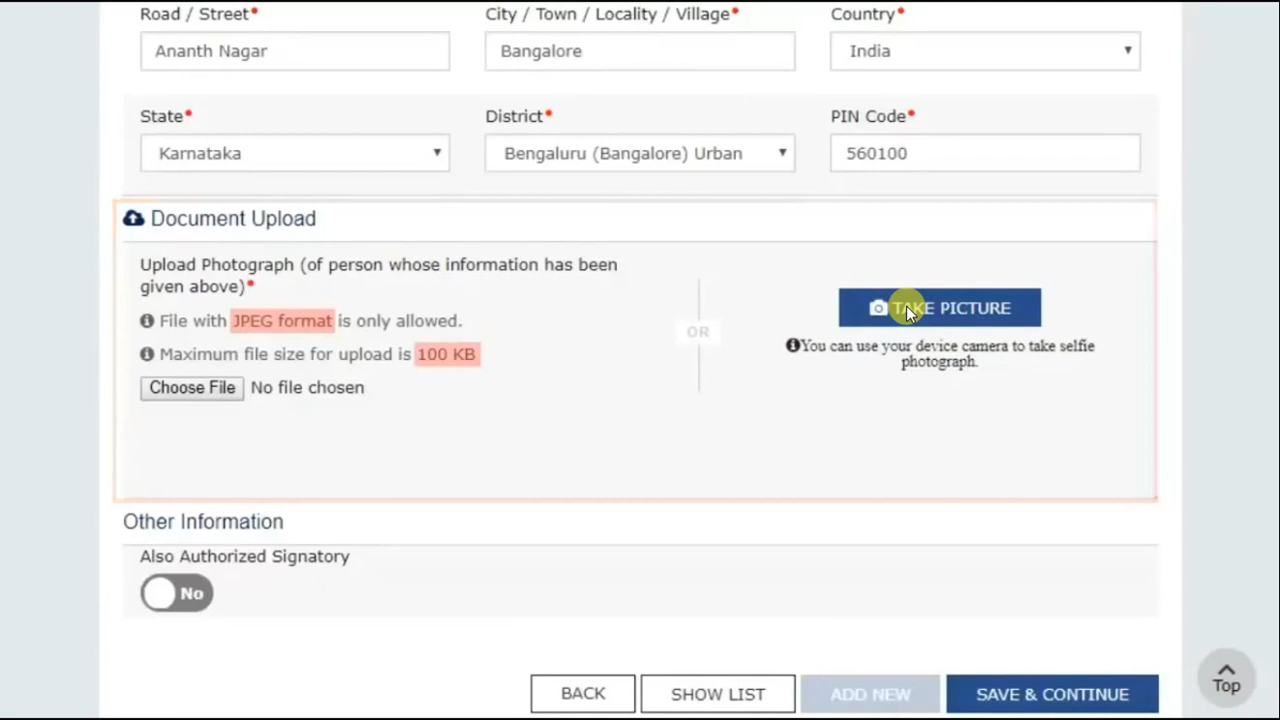 Road / Street*
City / Town / Locality / Village*
Country*
Ananth Nagar
Bangalore
India
State*
District*
PIN Code*
Karnataka
Bengaluru (Bangalore) Urban
560100
Document Upload
Upload Photograph (of person whose information has been
given above)*
File with JPEG format is only allowed.
Maximum file size for upload is 100 KB
Choose File No file chosen
OR
TAKE PICTURE
You can use your device camera to take selfie
photograph.
Other Information
Also Authorized Signatory
No
BACK
SHOW LIST
ADD NEW
SAVE & CONTINUE
Top